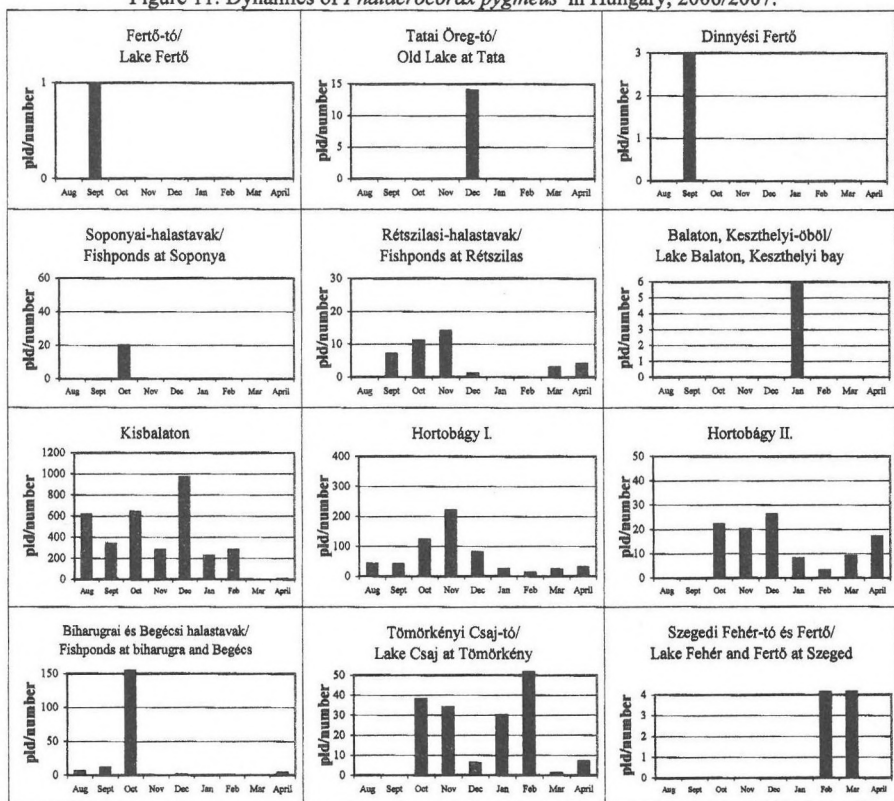 Figure 11. Dynamics of Phalacrocorax pygmeus in Hungary, 2006/2007.
Fertő-tó/
Lake Fertő
pld/number
1
0
Aug Sept Oct Nov Dec Jan Feb Mar April
Tatai Öreg-tó/
Old Lake at Tata
pld/number
15
10
5
0
Aug Sept Oct Nov Dec Jan Feb Mar April
Dinnyési Fertő
pld/number
3
2
1
0
Aug Sept Oct Nov Dec Jan Feb Mar April
Soponyai-halastavak/
Fishponds at Soponya
pld/number
60
40
20
0
Aug Sept Oct Nov Dec Jan Feb Mar April
Rétszilasi-halastavak/
Fishponds at Rétszilas
pld/number
30
20
10
0
Aug Sept Oct Nov Dec Jan Feb Mar April
Balaton, Keszthelyi-öböl/
Lake Balaton, Keszthelyi bay
pld/number
6
5
4
3
2
1
0
Aug Sept Oct Nov Dec Jan Feb Mar April
Kisbalaton
pld/number
1200
1000
800
600
400
200
0
Aug Sept Oct Nov Dec Jan Feb Mar April
Hortobágy I.
pld/number
400
300
200
100
0
Aug Sept Oct Nov Dec Jan Feb Mar April
Hortobágy II.
pld/number
50
40
30
20
10
0
Aug Sept Oct Nov Dec Jan Feb Mar April
Biharugrai és Begécsi halastavak/
Fishponds at biharugra and Begécs
pld/number
150
100
50
0
Aug Sept Oct Nov Dec Jan Feb Mar April
Tömörkényi Csaj-tó/
Lake Csaj at Tömörkény
pld/number
50
40
30
20
10
0
Aug Sept Oct Nov Dec Jan Feb Mar April
Szegedi Fehér-tó és Fertő/
Lake Fehér and Fertő at Szeged
pld/number
4
3
2
1
0
Aug Sept Oct Nov Dec Jan Feb Mar April